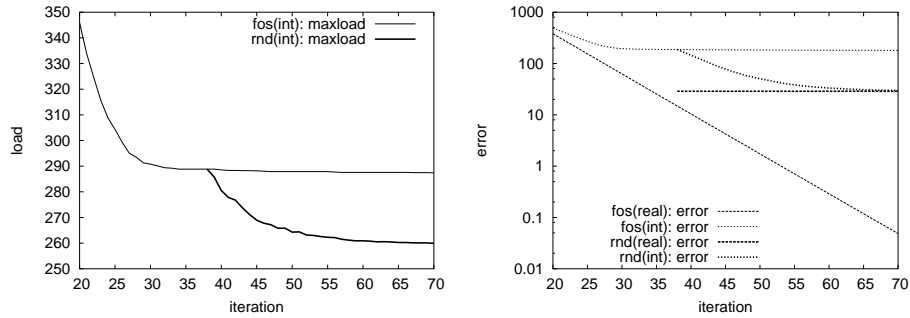 350
340
330
320
310
300
290
280
270
260
250
load
20 25 30 35 40 45 50 55 60 65 70
iteration
fos(int): maxload
rnd(int): maxload
1000
100
10
1
0.1
0.01
error
20 25 30 35 40 45 50 55 60 65 70
iteration
fos(real): error
fos(int): error
rnd(real): error
rnd(int): error